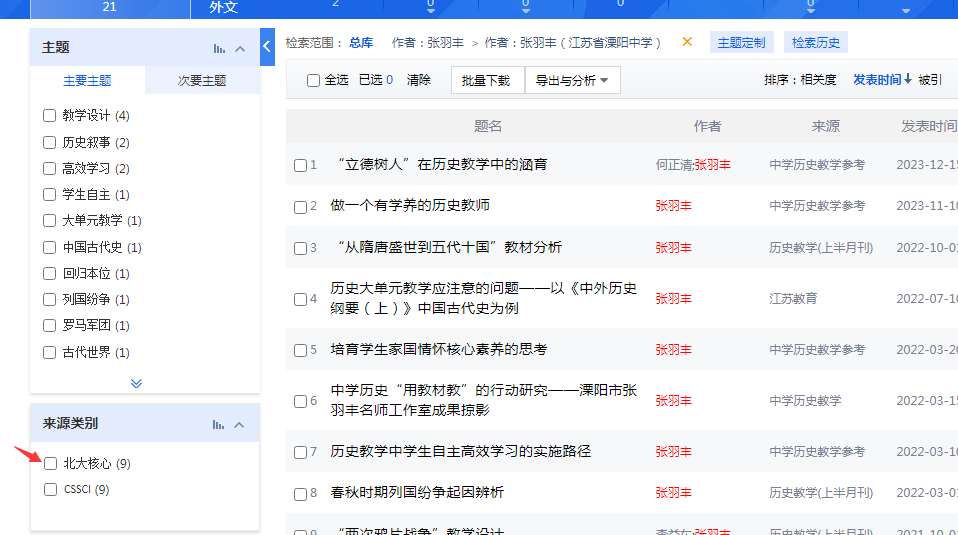 21
外文
2
0
0
0
0
主题
主要主题
次要主题
教学设计 (4)
历史叙事 (2)
高效学习 (2)
学生自主 (1)
大单元教学 (1)
中国古代史 (1)
回归本位 (1)
列国纷争 (1)
罗马军团 (1)
古代世界 (1)
来源类别
北大核心 (9)
CSSCI (9)
检索范围： 总库 作者：张羽丰 > 作者：张羽丰（江苏省溧阳中学） 主题定制 检索历史
全选 已选 0 清除 批量下载 导出与分析 排序：相关度 发表时间 被引
题名 作者 来源 发表时间
1 “立德树人”在历史教学中的涵育 何正清;张羽丰 中学历史教学参考 2023-12-15
2 做一个有学养的历史教师 张羽丰 中学历史教学参考 2023-11-10
3 “从隋唐盛世到五代十国”教材分析 张羽丰 历史教学(上半月刊) 2022-10-01
4 历史大单元教学应注意的问题——以《中外历史
纲要（上）》中国古代史为例 张羽丰 江苏教育 2022-07-10
5 培育学生家国情怀核心素养的思考 张羽丰 中学历史教学参考 2022-03-20
6 中学历史“用教材教”的行动研究——溧阳市张
羽丰名师工作室成果掠影 张羽丰 中学历史教学 2022-03-15
7 历史教学中学生自主高效学习的实施路径 张羽丰 中学历史教学参考 2022-03-10
8 春秋时期列国纷争起因辨析 张羽丰 历史教学(上半月刊) 2022-03-01
9 “两次鸦片战争”教学设计 李益东;张羽丰 历史教学(上半月刊) 2021-10-01